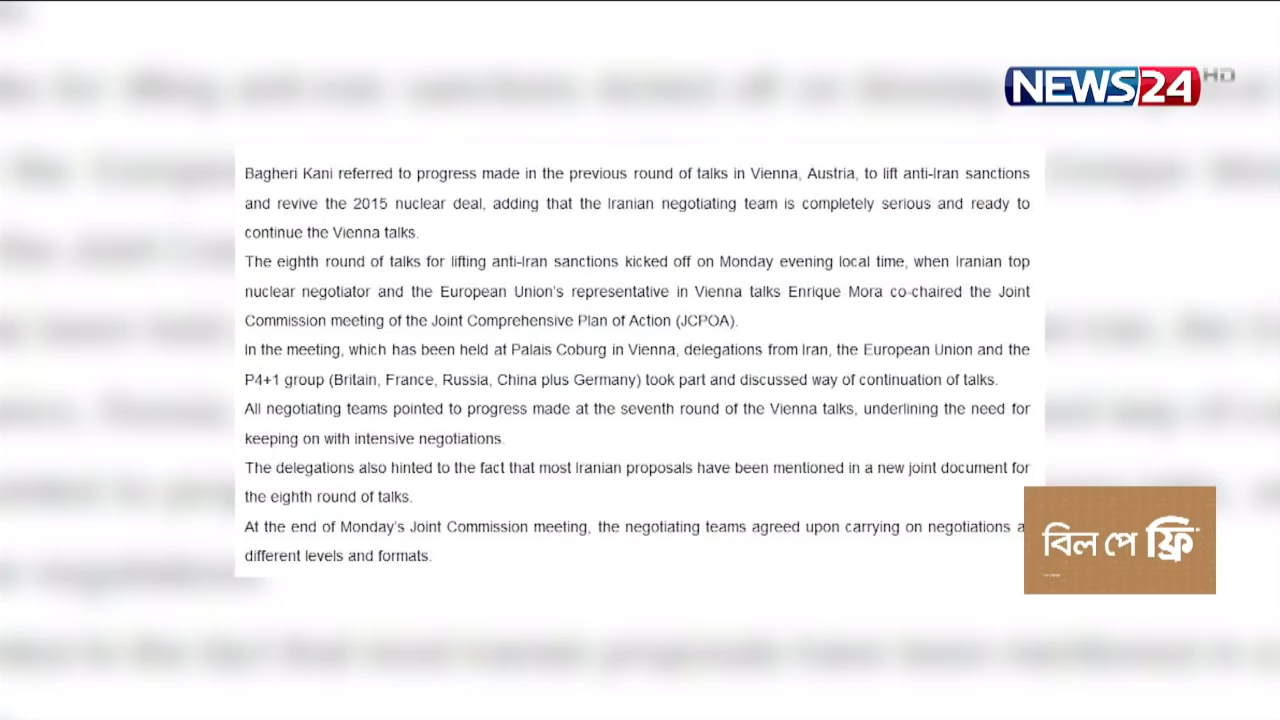 NEWS24 HD
Bagheri Kani referred to progress made in the previous round of talks in Vienna, Austria, to lift anti-Iran sanctions
and revive the 2015 nuclear deal, adding that the Iranian negotiating team is completely serious and ready to
continue the Vienna talks.
The eighth round of talks for lifting anti-Iran sanctions kicked off on Monday evening local time, when Iranian top
nuclear negotiator and the European Union's representative in Vienna talks Enrique Mora co-chaired the Joint
Commission meeting of the Joint Comprehensive Plan of Action (JCPOA).
In the meeting, which has been held at Palais Coburg in Vienna, delegations from Iran, the European Union and the
P4+1 group (Britain, France, Russia, China plus Germany) took part and discussed way of continuation of talks.
All negotiating teams pointed to progress made at the seventh round of the Vienna talks, underlining the need for
keeping on with intensive negotiations.
The delegations also hinted to the fact that most Iranian proposals have been mentioned in a new joint document for
the eighth round of talks.
At the end of Monday's Joint Commission meeting, the negotiating teams agreed upon carrying on negotiations
different levels and formats.
বিল পে ফ্রি